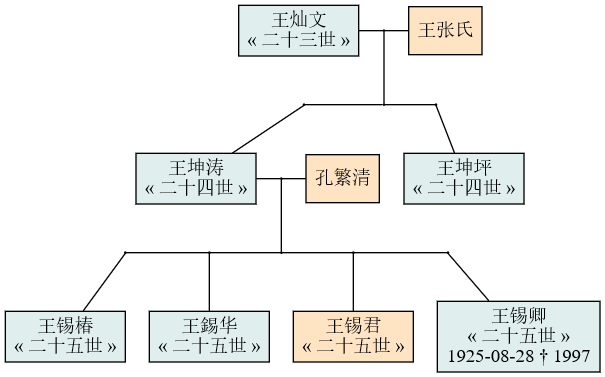 王灿文
« 二十三世 »
王张氏
王坤涛
« 二十四世 »
孔繁清
王坤坪
« 二十四世 »
王锡椿
« 二十五世 »
王錫华
« 二十五世 »
王锡君
« 二十五世 »
王锡卿
« 二十五世 »
1925-08-28 † 1997